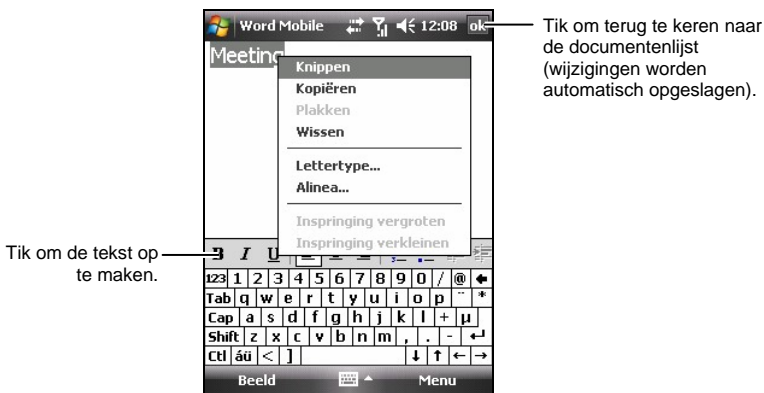 Word Mobile 12:08 ok
Tik om terug te keren naar
de documentenlijst
(wijzigingen worden
automatisch opgeslagen).
Meeting
Knippen
Kopiëren
Plakken
Wissen
Lettertype...
Alinea...
Inspringing vergroten
Inspringing verkleinen
Tik om de tekst op
te maken.
B I U
123 1 2 3 4 5 6 7 8 9 0 / @
Tab q w e r t y u i o p ¨ *
Cap a s d f g h j k l + µ
Shift z x c v b n m , . - ↵
Ctl áü < ] ↓ ↑ ← →
Beeld Menu